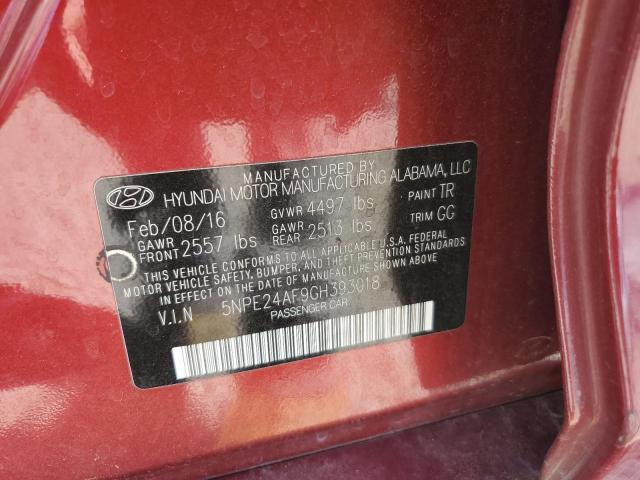 MANUFACTURED BY
HYUNDAI MOTOR MANUFACTURING ALABAMA, LLC
Feb/08/16 GVWR 4497 lbs PAINT TR
GAWR FRONT 2557 lbs GAWR REAR 2513 lbs TRIM GG
THIS VEHICLE CONFORMS TO ALL APPLICABLE U.S.A. FEDERAL
MOTOR VEHICLE SAFETY, BUMPER, AND THEFT PREVENTION STANDARDS
IN EFFECT ON THE DATE OF MANUFACTURE SHOWN ABOVE.
V.I.N 5NPE24AF9GH393018
PASSENGER CAR